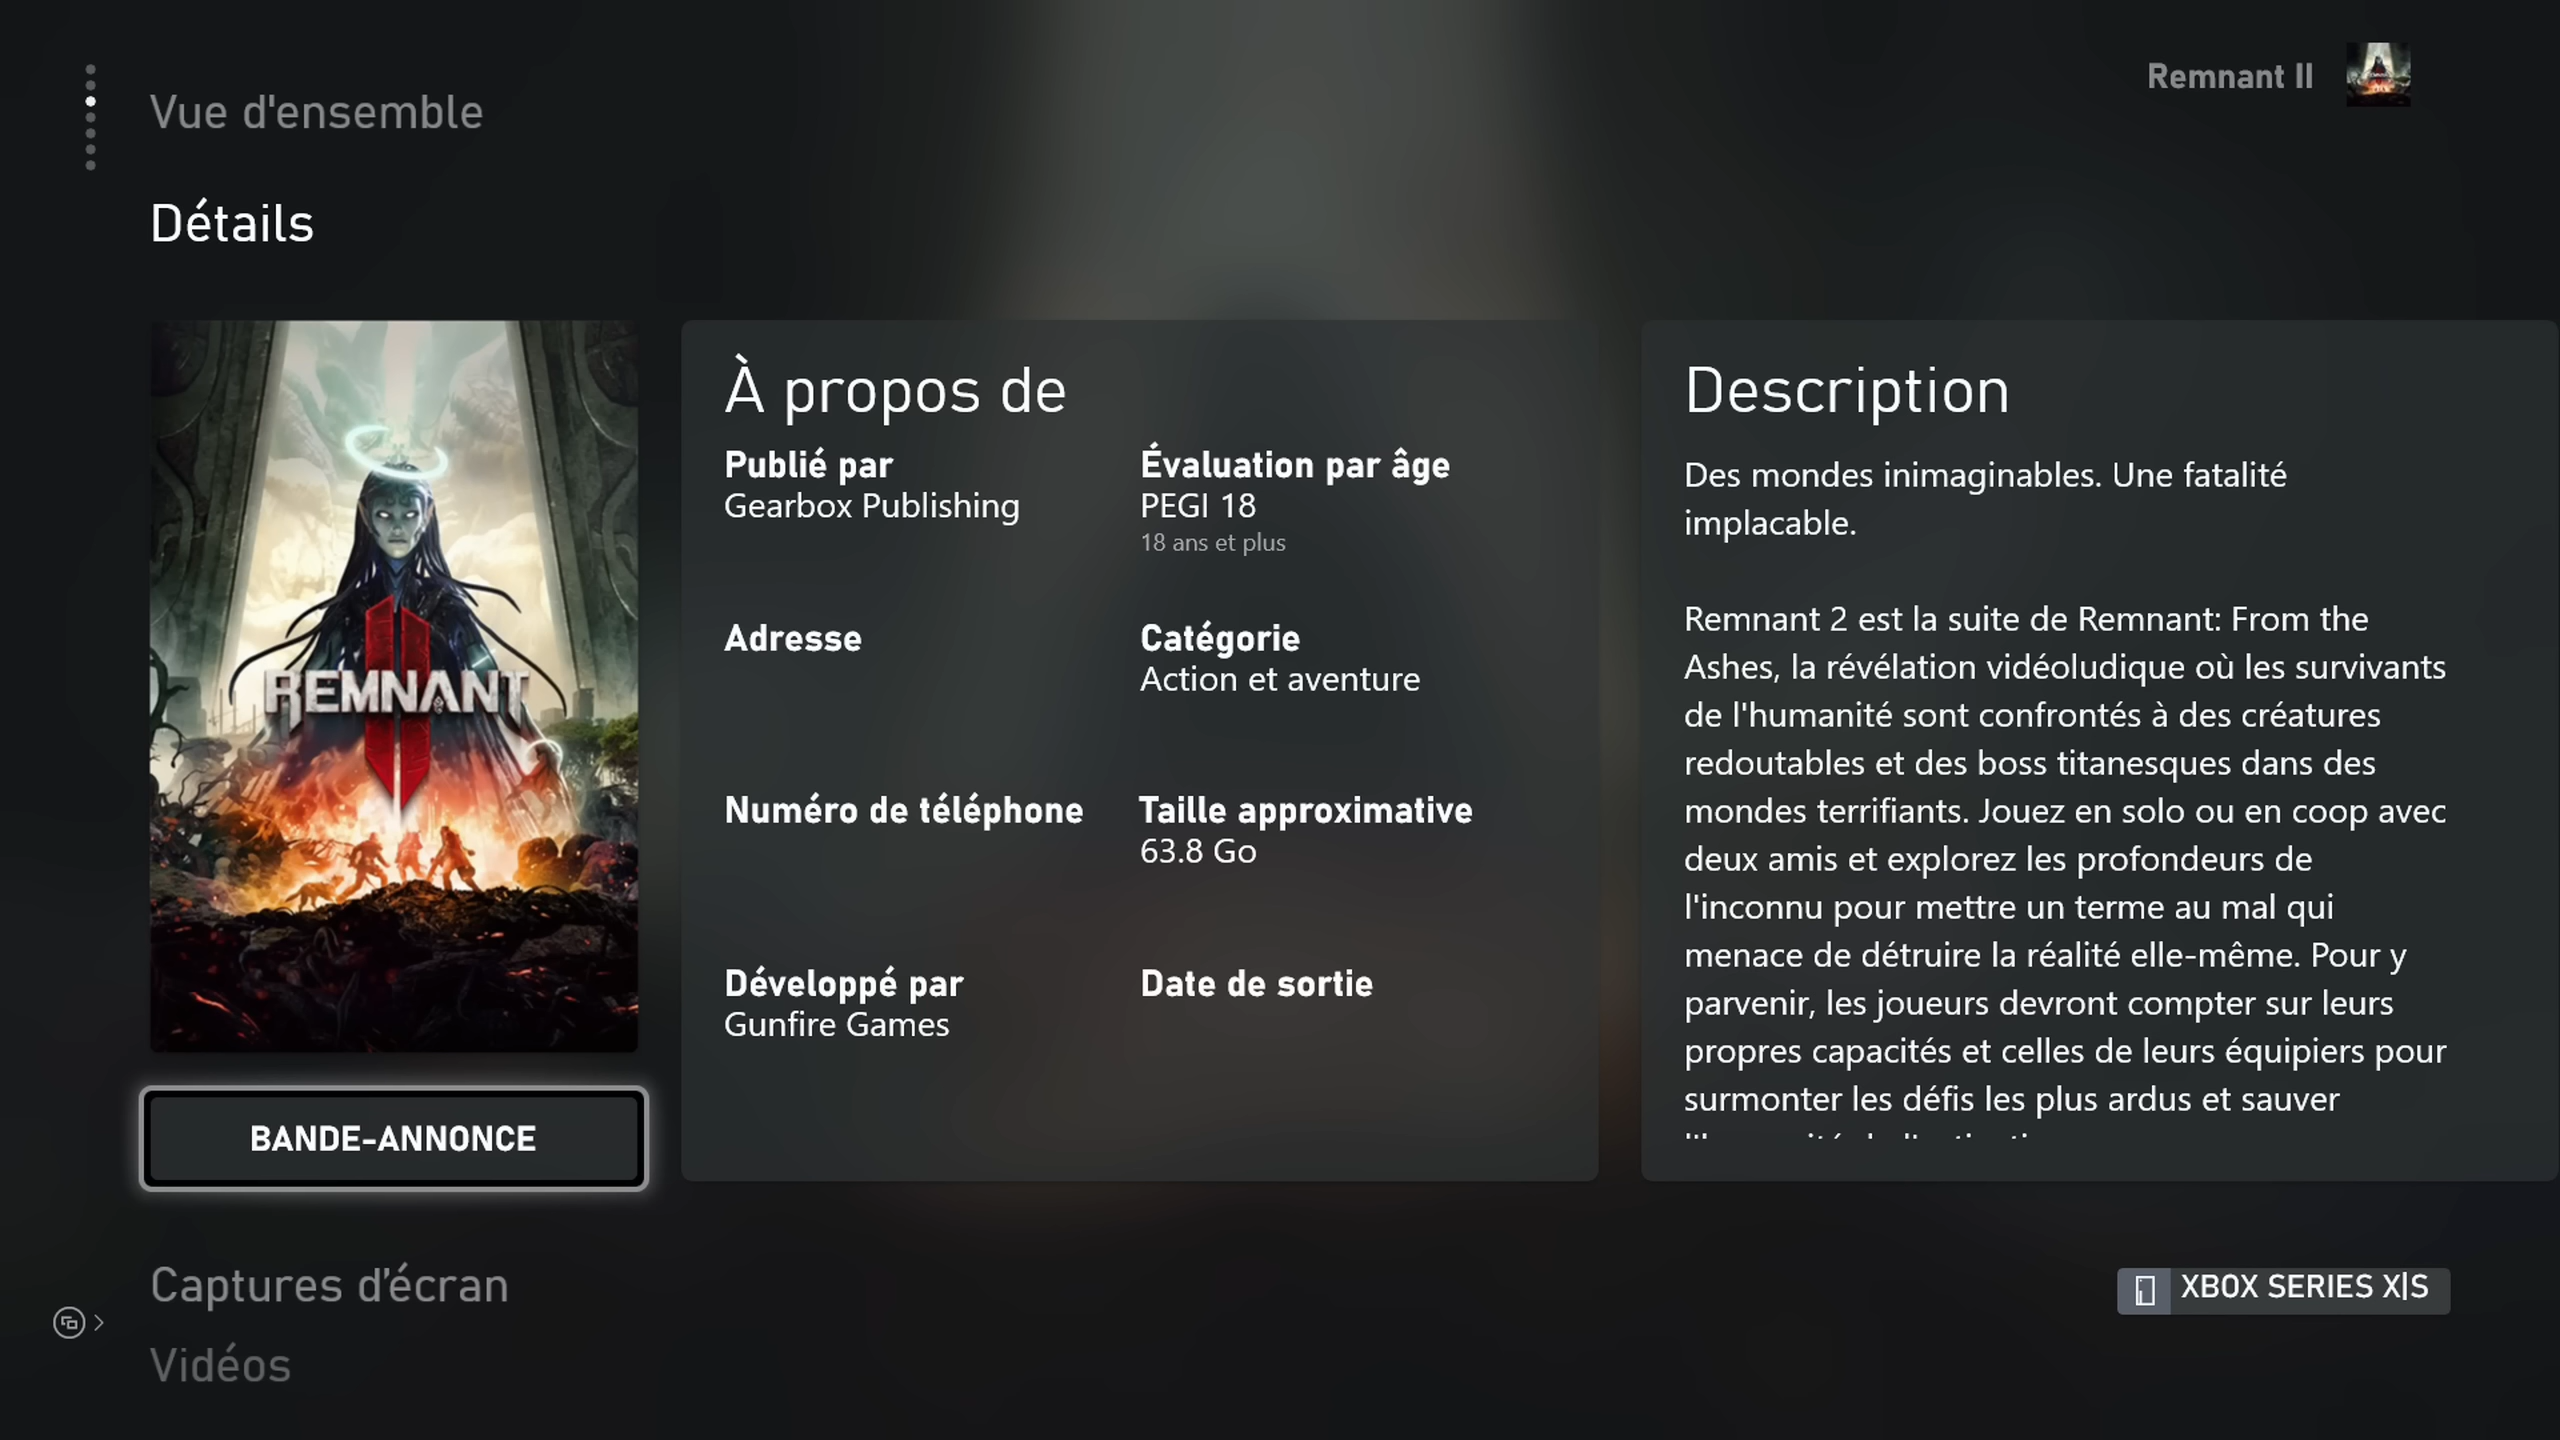 Remnant II
Vue d'ensemble
Détails
REMNANT II
BANDE-ANNONCE
À propos de
Publié par
Gearbox Publishing
Évaluation par âge
PEGI 18
18 ans et plus
Adresse
Catégorie
Action et aventure
Numéro de téléphone
Taille approximative
63.8 Go
Développé par
Gunfire Games
Date de sortie
Description
Des mondes inimaginables. Une fatalité
implacable.
Remnant 2 est la suite de Remnant: From the
Ashes, la révélation vidéoludique où les survivants
de l'humanité sont confrontés à des créatures
redoutables et des boss titanesques dans des
mondes terrifiants. Jouez en solo ou en coop avec
deux amis et explorez les profondeurs de
l'inconnu pour mettre un terme au mal qui
menace de détruire la réalité elle-même. Pour y
parvenir, les joueurs devront compter sur leurs
propres capacités et celles de leurs équipiers pour
surmonter les défis les plus ardus et sauver
Captures d'écran
Vidéos
XBOX SERIES X|S